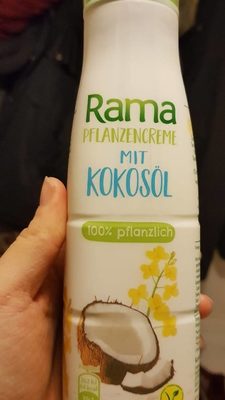 Rama
PFLANZENCREME
MIT
KOKOSÖL
100% pflanzlich